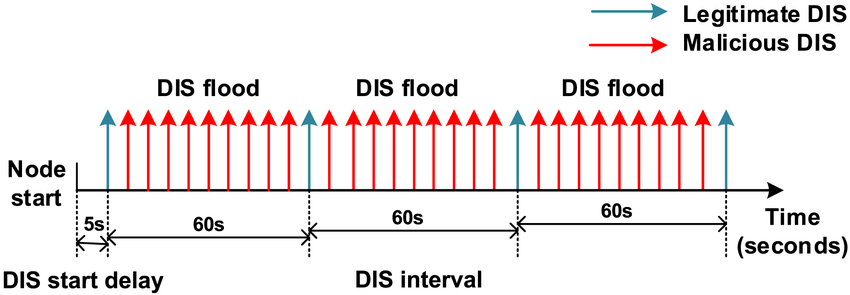 Legitimate DIS
Malicious DIS
DIS flood
DIS flood
DIS flood
Node
start
5s
60s
60s
60s
Time
(seconds)
DIS start delay
DIS interval